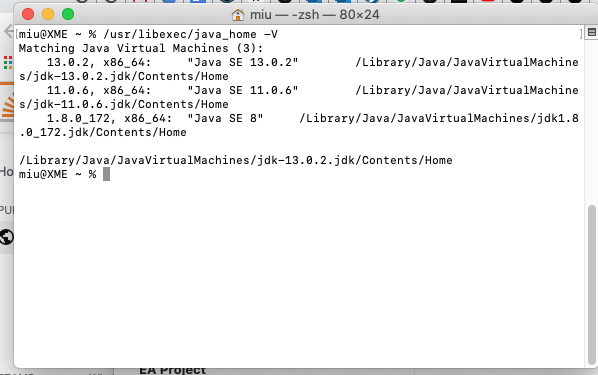 miu — -zsh — 80×24
[miu@XME ~ % /usr/libexec/java_home -V ]
Matching Java Virtual Machines (3):
13.0.2, x86_64: "Java SE 13.0.2" /Library/Java/JavaVirtualMachine
s/jdk-13.0.2.jdk/Contents/Home
11.0.6, x86_64: "Java SE 11.0.6" /Library/Java/JavaVirtualMachine
s/jdk-11.0.6.jdk/Contents/Home
1.8.0_172, x86_64: "Java SE 8" /Library/Java/JavaVirtualMachines/jdk1.8
.0_172.jdk/Contents/Home
/Library/Java/JavaVirtualMachines/jdk-13.0.2.jdk/Contents/Home
miu@XME ~ %
Ho
PU
EA Project